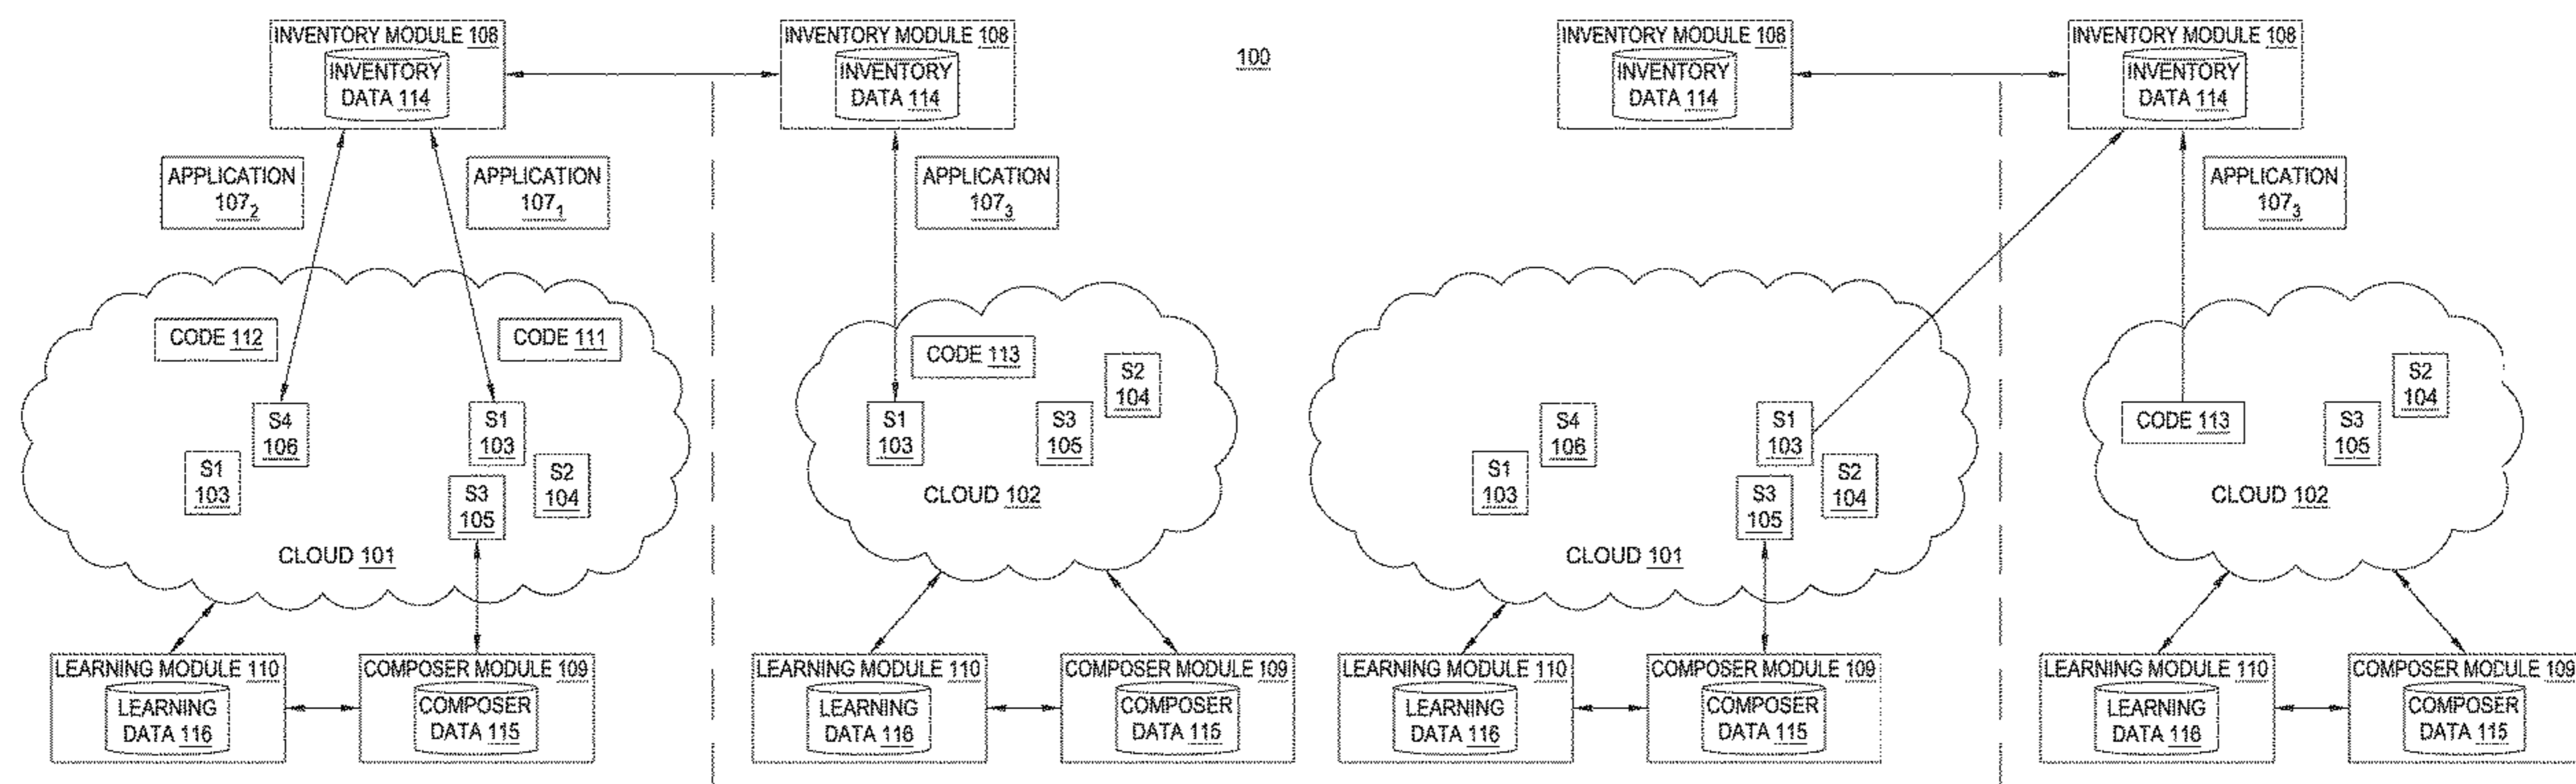 INVENTORY MODULE 108
INVENTORY
DATA 114
INVENTORY MODULE 108
INVENTORY
DATA 114
100
INVENTORY MODULE 108
INVENTORY
DATA 114
INVENTORY MODULE 108
INVENTORY
DATA 114
APPLICATION
107₂
APPLICATION
107₁
APPLICATION
107₃
APPLICATION
107₃
CODE 112
CODE 111
S4
106
S1
103
S1
103
S3
105
S2
104
CLOUD 101
CODE 113
S2
104
S1
103
S3
105
CLOUD 102
S4
106
S1
103
S1
103
S3
105
S2
104
CLOUD 101
S2
104
CODE 113
S3
105
CLOUD 102
LEARNING MODULE 110
LEARNING
DATA 116
COMPOSER MODULE 109
COMPOSER
DATA 115
LEARNING MODULE 110
LEARNING
DATA 116
COMPOSER MODULE 109
COMPOSER
DATA 115
LEARNING MODULE 110
LEARNING
DATA 116
COMPOSER MODULE 109
COMPOSER
DATA 115
LEARNING MODULE 110
LEARNING
DATA 116
COMPOSER MODULE 109
COMPOSER
DATA 115